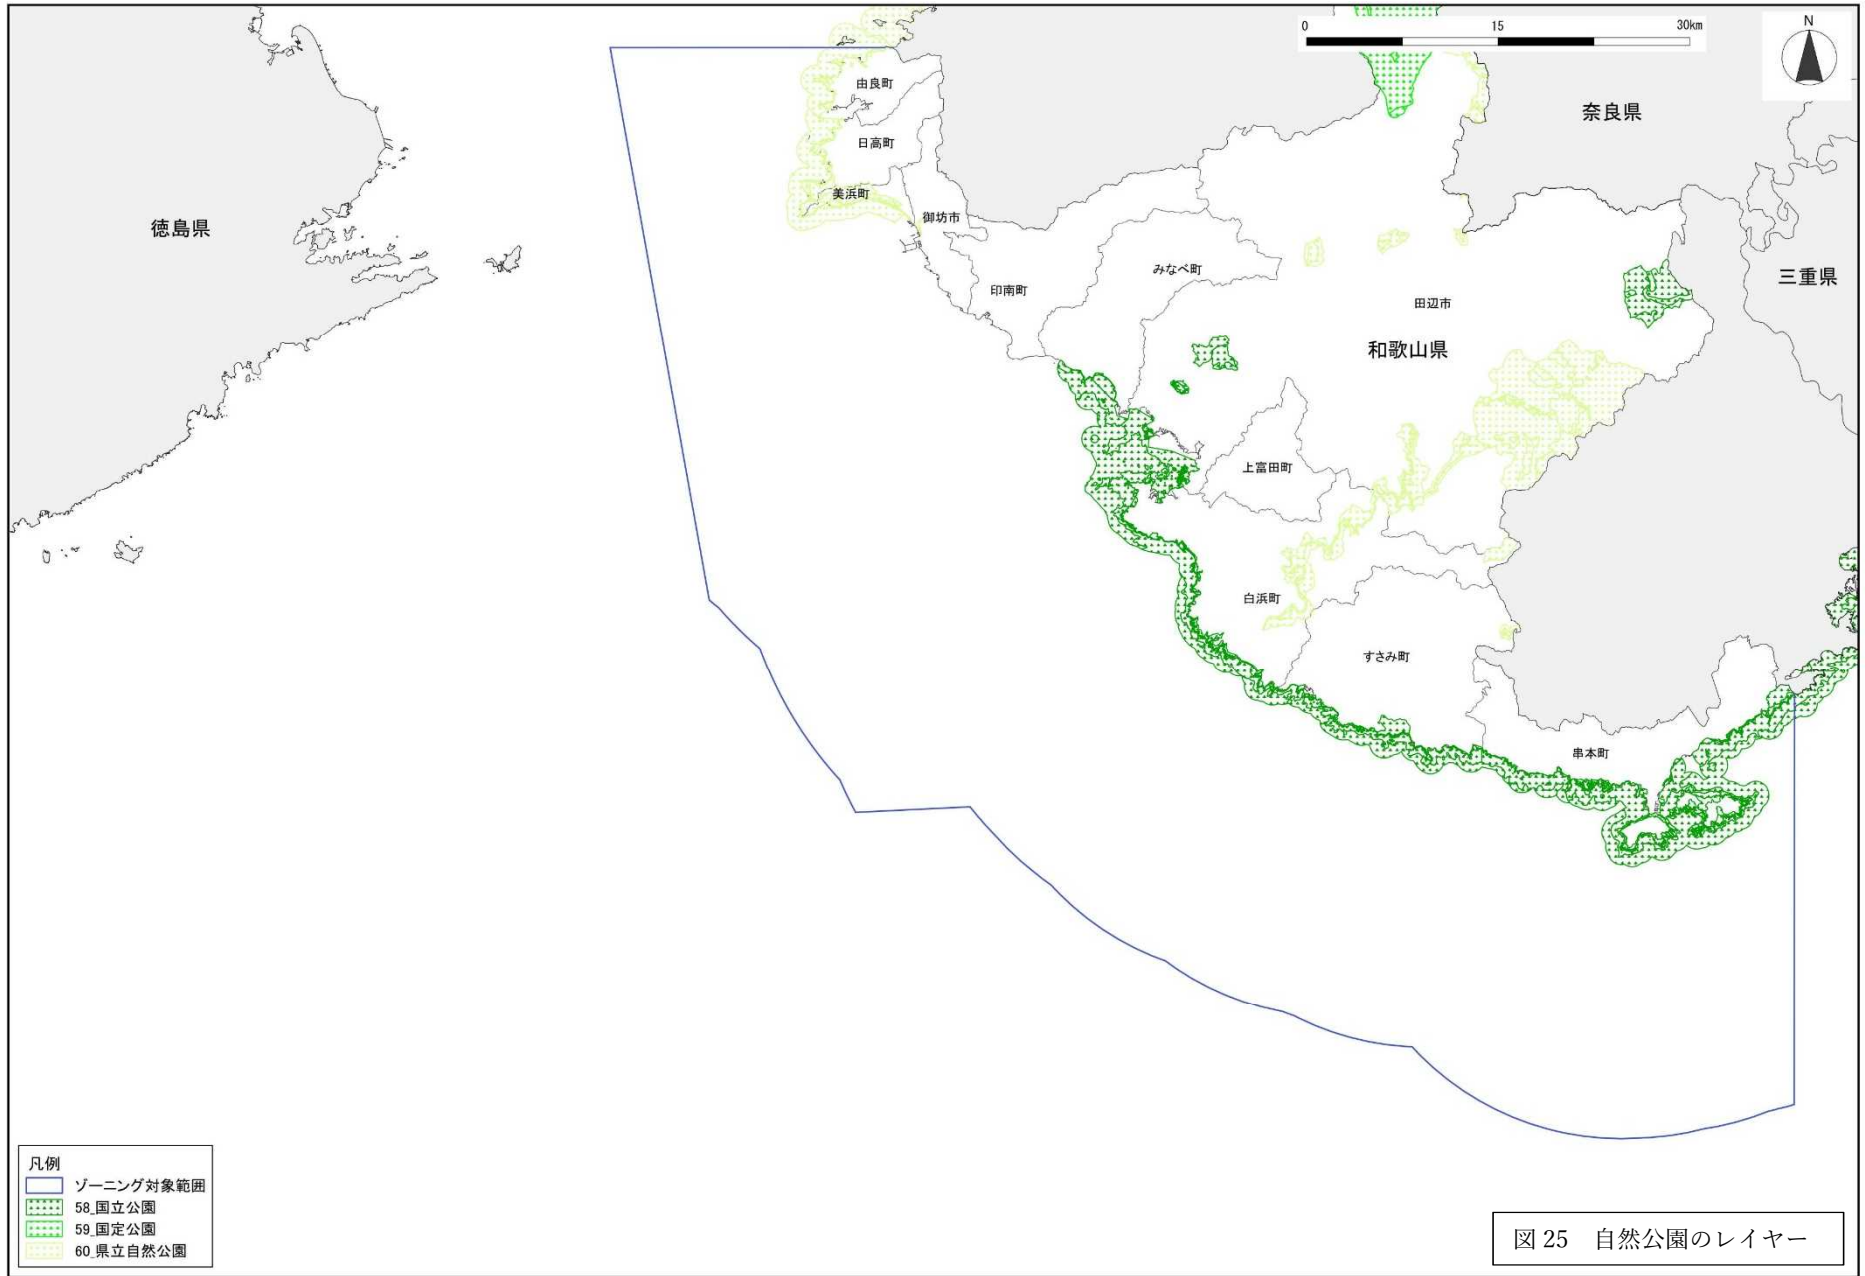 0 15 30km
N
奈良県
由良町
日高町
美浜町
徳島県
御坊市
みなべ町
三重県
印南町
田辺市
和歌山県
上富田町
白浜町
すさみ町
串本町
凡例
ゾーニング対象範囲
58_国立公園
59_国定公園
60_県立自然公園
図 25 自然公園のレイヤー